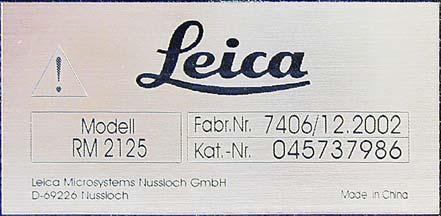 !
Leica
Modell
RM 2125
Fabr.Nr. 7406/12.2002
Kat.-Nr. 045737986
Leica Microsystems Nussloch GmbH
D-69226 Nussloch
Made in China